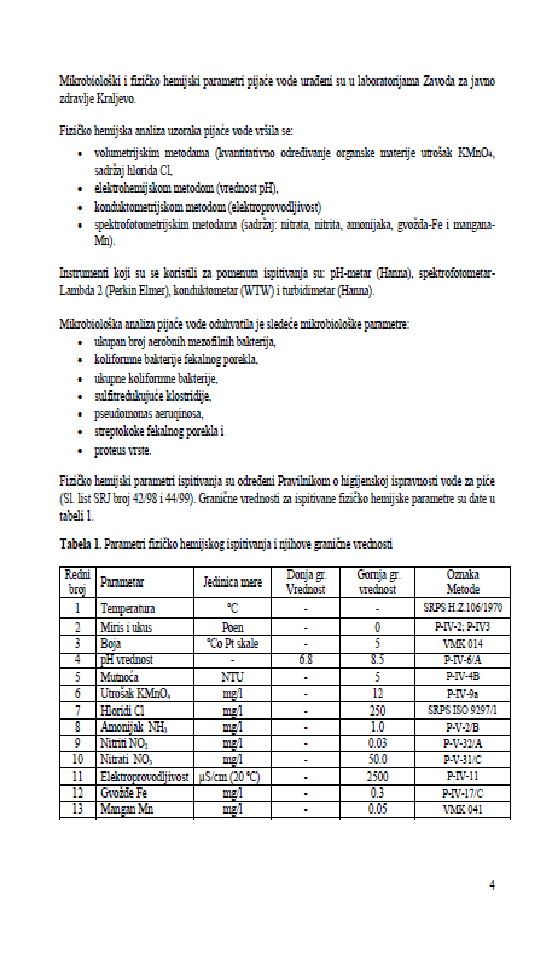 Mikrobiološki i fizičko hemijski parametri pijaće vode urađeni su u laboratorijama Zavoda za javno
zdravlje Kraljevo.
Fizičko hemijska analiza uzoraka pijaće vode vršila se:
• volumetrijskim metodama (kvantitativno određivanje organske materije utrošak KMnO₄,
sadržaj hlorida Cl,
• elektrohemijskom metodom (vrednost pH),
• konduktometrijskom metodom (elektroprovodljivost)
• spektrofotometrijskim metodama (sadržaj: nitrata, nitrita, amonijaka, gvožđa-Fe i mangana-
Mn).
Instrumenti koji su se koristili za pomenuta ispitivanja su: pH-metar (Hanna), spektrofotometar-
Lambda 2 (Perkin Elmer), konduktometar (WTW) i turbidimetar (Hanna).
Mikrobiološka analiza pijaće vode oduhvatila je sledeće mikrobiološke parametre:
• ukupan broj aerobnih mezofilnih bakterija,
• koliformne bakterije fekalnog porekla,
• ukupne koliformne bakterije,
• sulfitredukujuće klostridije,
• pseudomonas aeruqinosa,
• streptokoke fekalnog porekla i
• proteus vrste.
Fizičko hemijski parametri ispitivanja su određeni Pravilnikom o higijenskoj ispravnosti vode za piće
(Sl. list SRJ broj 42/98 i 44/99). Granične vrednosti za ispitivane fizičko hemijske parametre su date u
tabeli 1.
Tabela 1. Parametri fizičko hemijskog ispitivanja i njihove granične vrednosti
Redni broj Parametar Jedinica mere Donja gr. Vrednost Gornja gr. vrednost Oznaka Metode
1 Temperatura °C - - SRPS H.Z.106/1970
2 Miris i ukus Poen - 0 P-IV-2; P-IV3
3 Boja °Co Pt skale - 5 VMK 014
4 pH vrednost - 6.8 8.5 P-IV-6/A
5 Mutnoća NTU - 5 P-IV-4B
6 Utrošak KMnO₄ mg/l - 12 P-IV-9a
7 Hloridi Cl mg/l - 250 SRPS ISO 9297/1
8 Amonijak NH₃ mg/l - 1.0 P-V-2/B
9 Nitriti NO₂ mg/l - 0.03 P-V-32/A
10 Nitrati NO₃ mg/l - 50.0 P-V-31/C
11 Elektroprovodljivost µS/cm (20 °C) - 2500 P-IV-11
12 Gvožđe Fe mg/l - 0.3 P-IV-17/C
13 Mangan Mn mg/l - 0.05 VMK 041
4